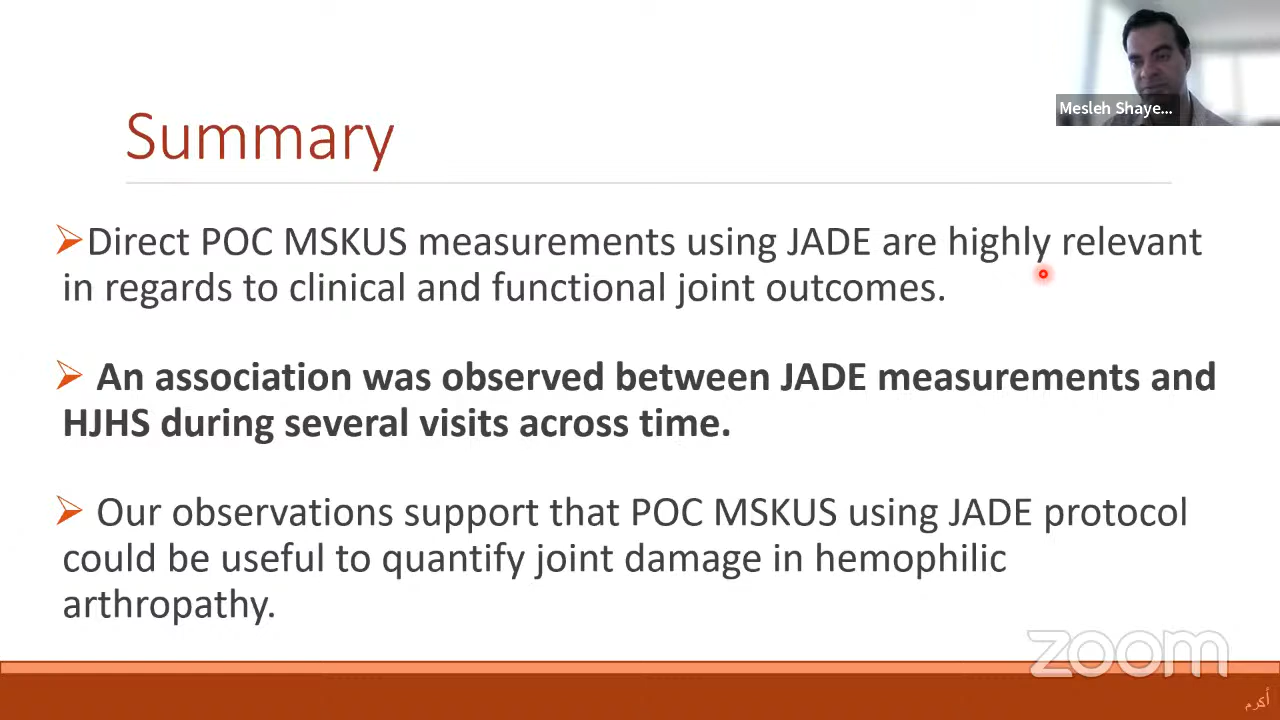 Mesleh Shaye...
Summary
➢Direct POC MSKUS measurements using JADE are highly relevant
in regards to clinical and functional joint outcomes.
➢ An association was observed between JADE measurements and
HJHS during several visits across time.
➢ Our observations support that POC MSKUS using JADE protocol
could be useful to quantify joint damage in hemophilic
arthropathy.
zoom
أكرم